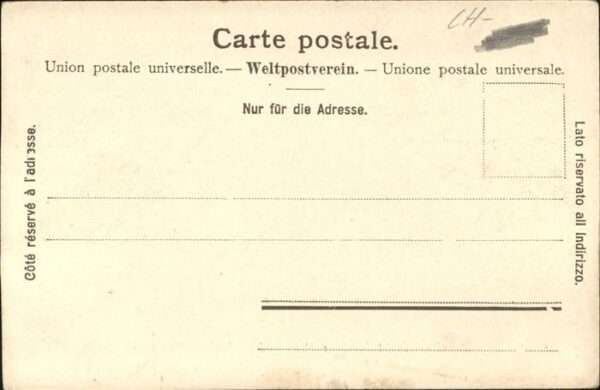 CH-
Carte postale.
Union postale universelle. — Weltpostverein. — Unione postale universale.
Nur für die Adresse.
Côté réservé à l'adresse.
Lato riservato all Indirizzo.